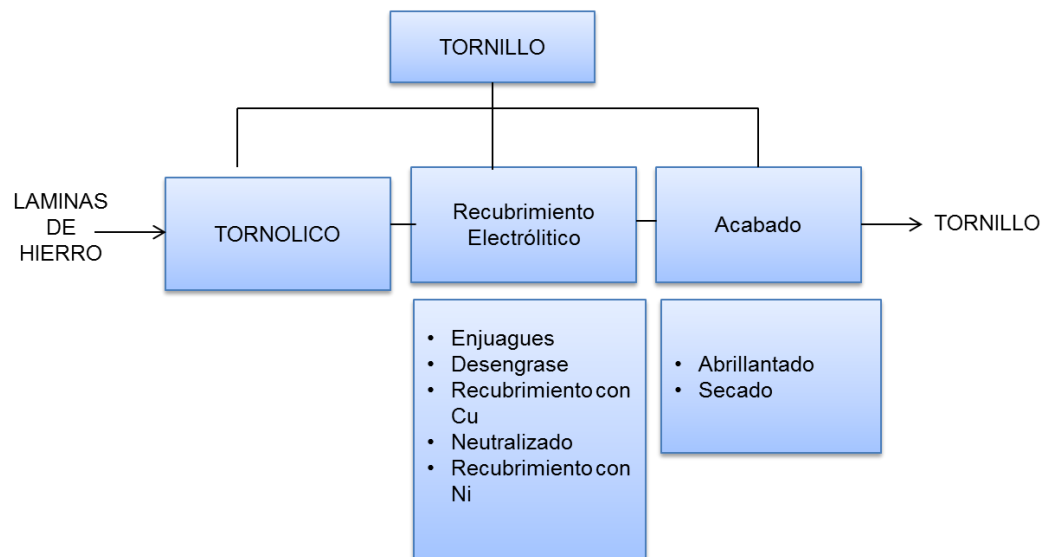 TORNILLO
LAMINAS
DE
HIERRO
TORNOLICO
Recubrimiento
Electrólitico
Acabado
TORNILLO
• Enjuagues
• Desengrase
• Recubrimiento con
Cu
• Neutralizado
• Recubrimiento con
Ni
• Abrillantado
• Secado